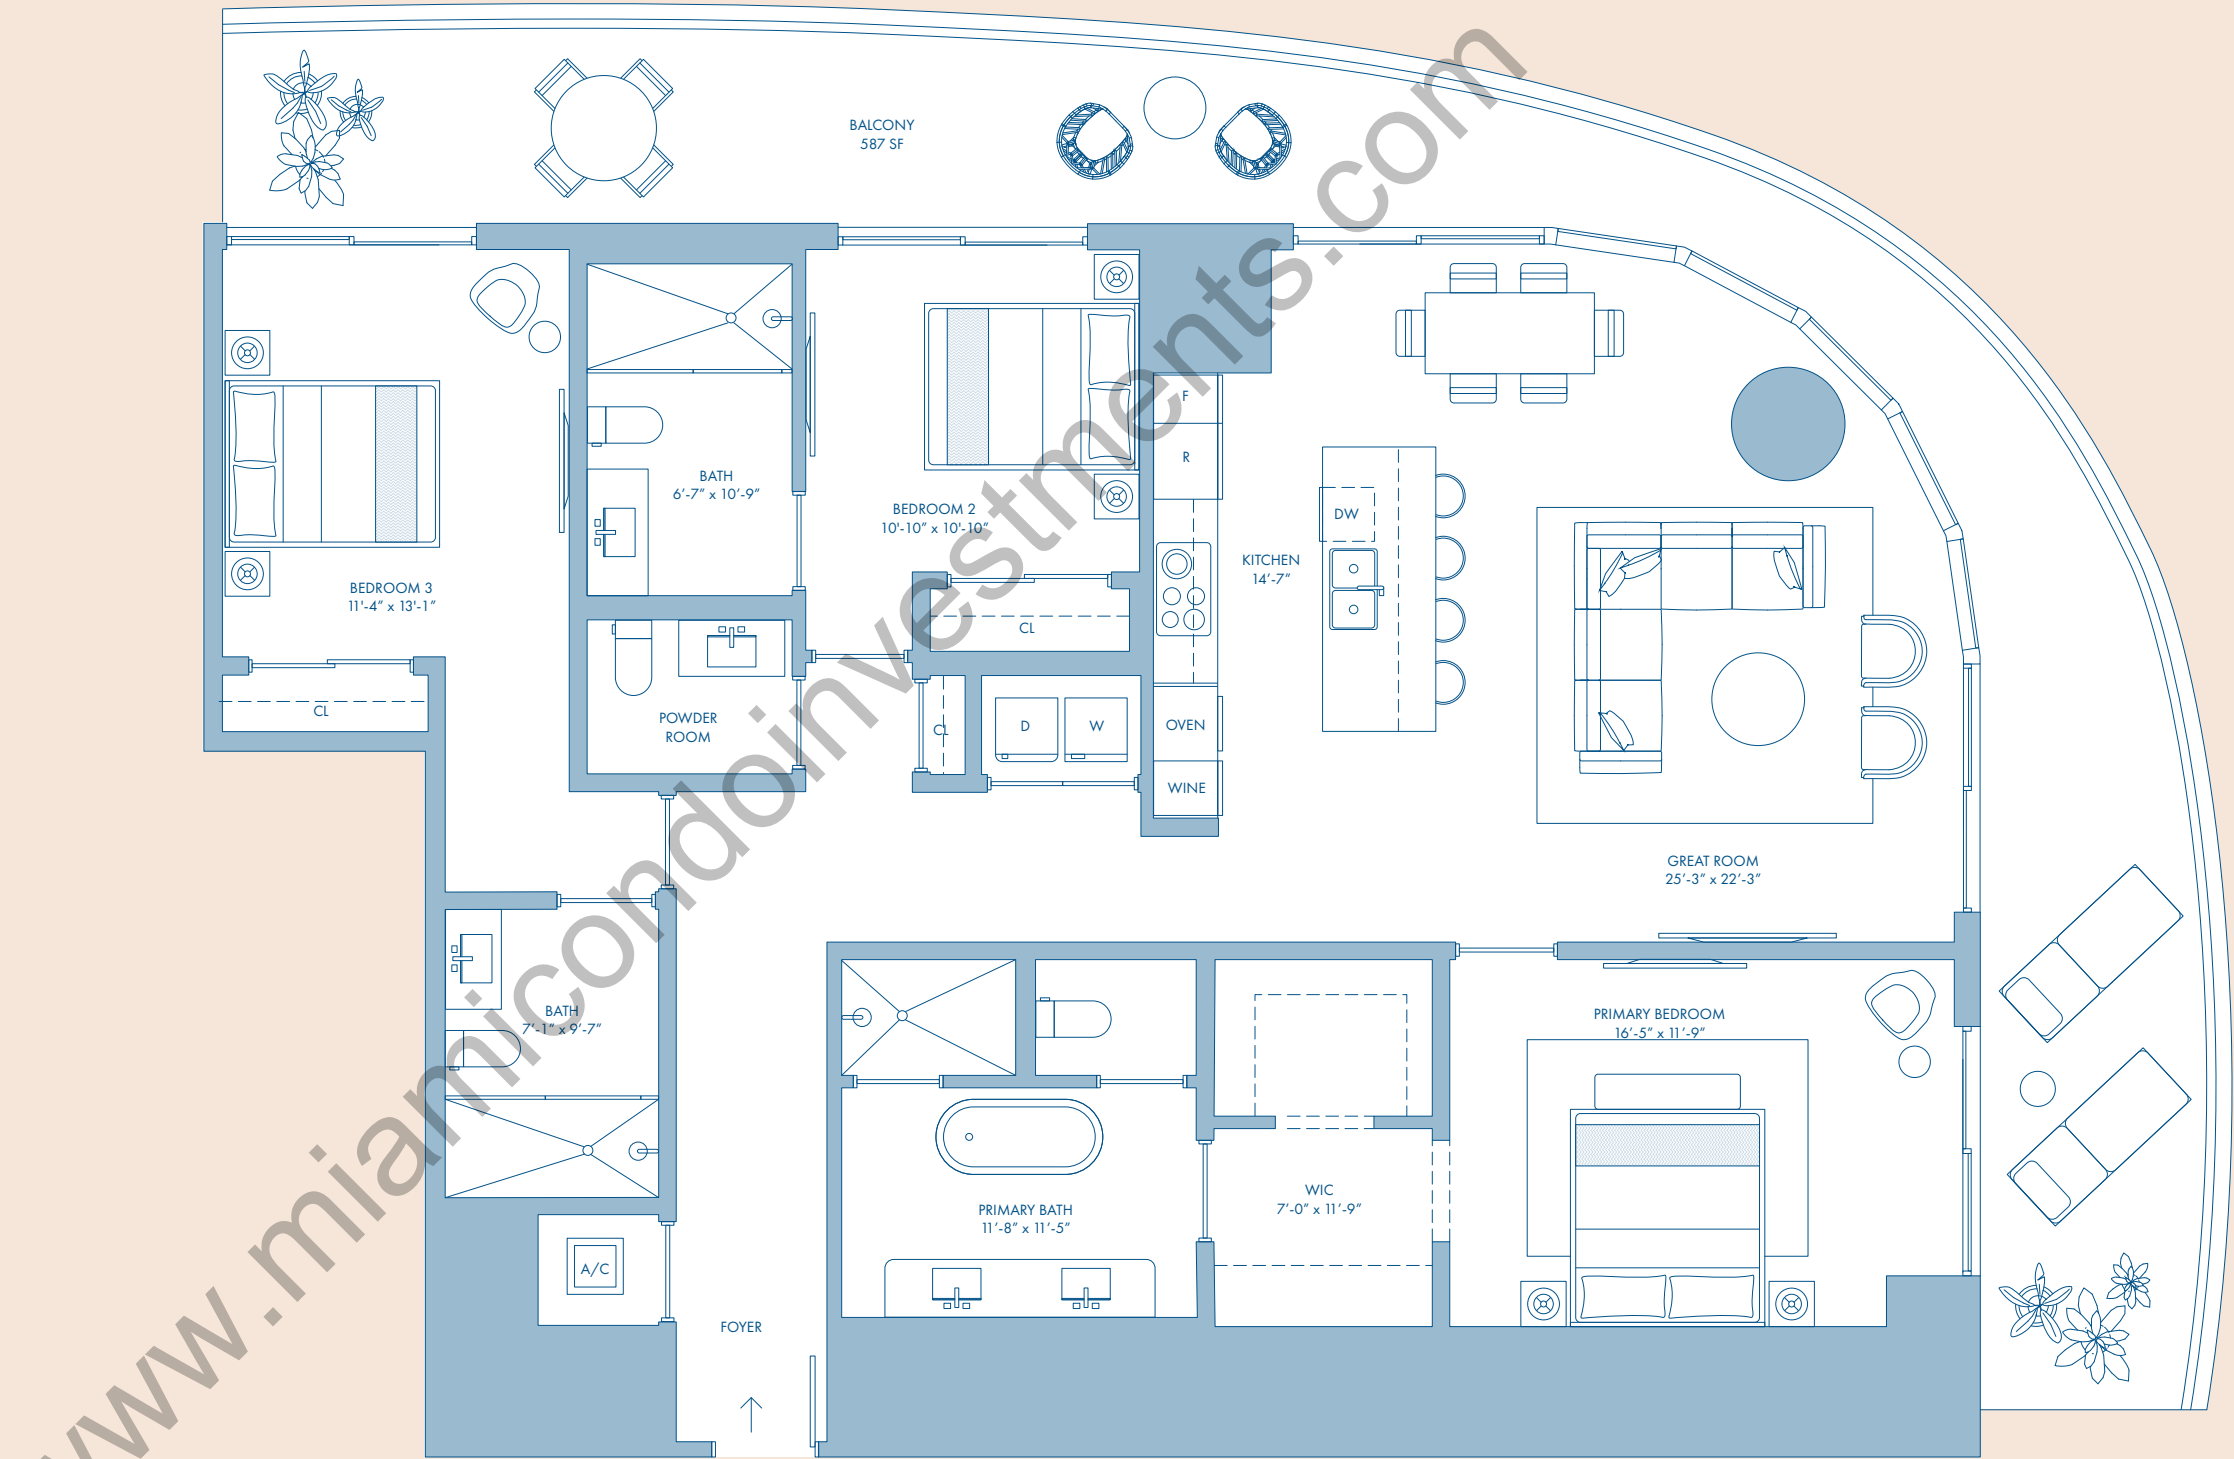 BALCONY
587 SF
BATH
6'-7" x 10'-9"
BEDROOM 2
10'-10" x 10'-10"
F
R
DW
KITCHEN
14'-7"
BEDROOM 3
11'-4" x 13'-1"
CL
CL
POWDER
ROOM
CL
D
W
OVEN
WINE
GREAT ROOM
25'-3" x 22'-3"
BATH
7'-1" x 9'-7"
PRIMARY BEDROOM
16'-5" x 11'-9"
PRIMARY BATH
11'-8" x 11'-5"
WIC
7'-0" x 11'-9"
A/C
FOYER
www.miamicondoinvestments.com